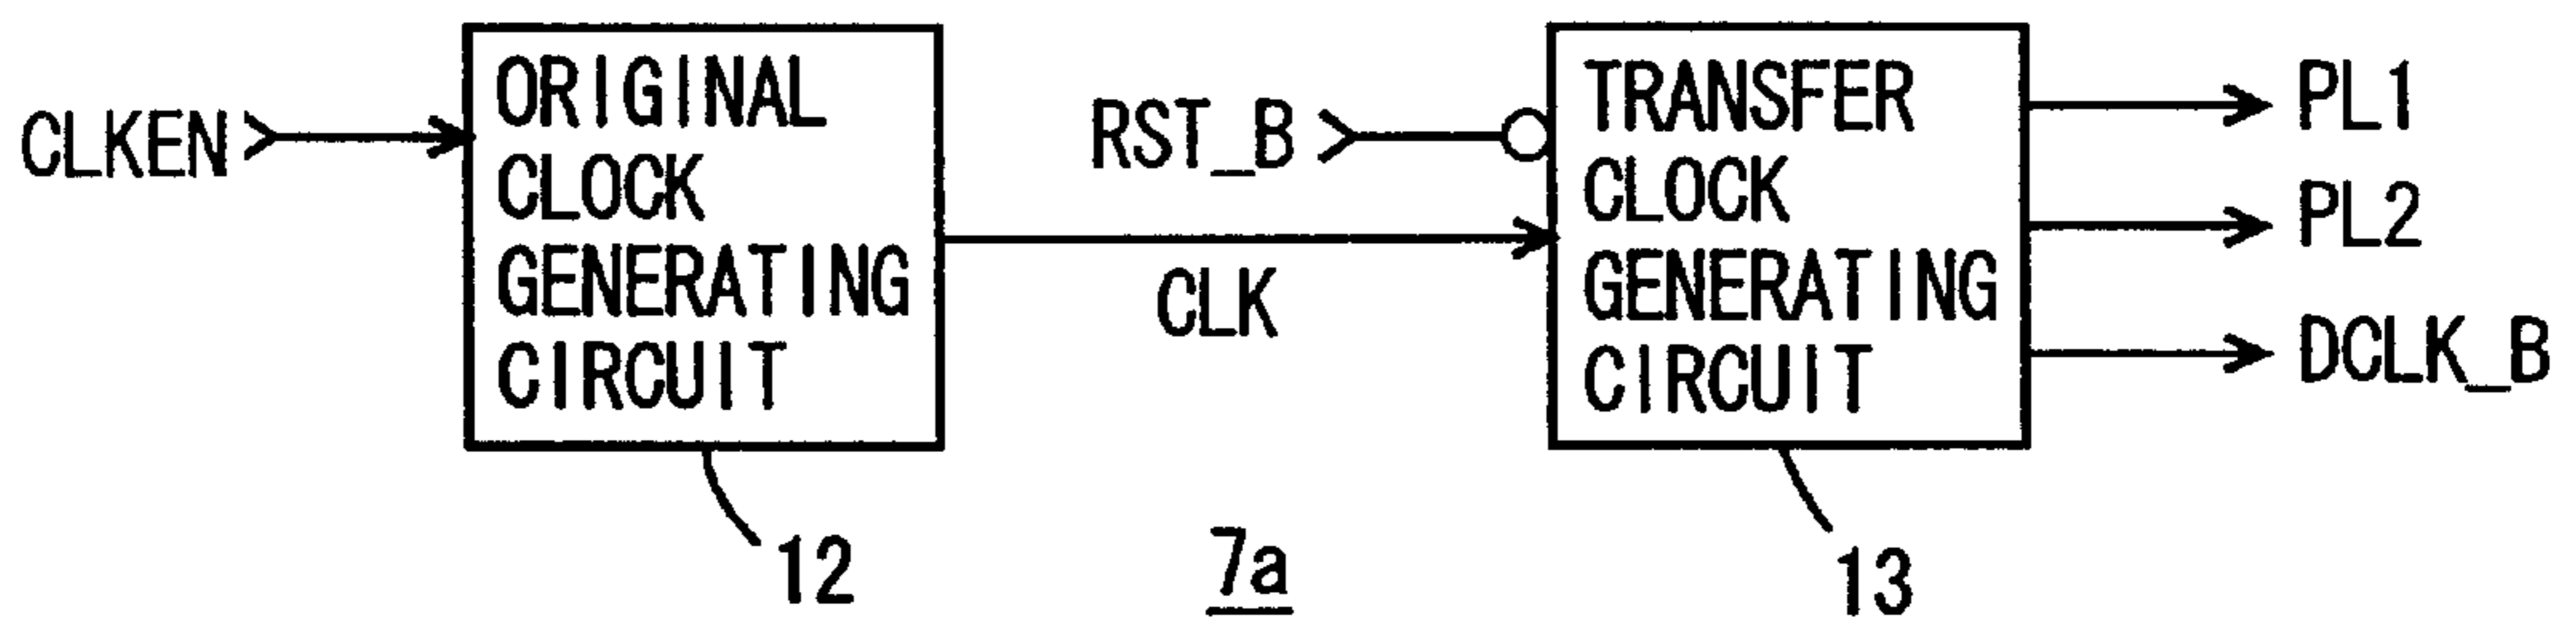 CLKEN
ORIGINAL
CLOCK
GENERATING
CIRCUIT
12
RST_B
CLK
TRANSFER
CLOCK
GENERATING
CIRCUIT
13
PL1
PL2
DCLK_B
7a